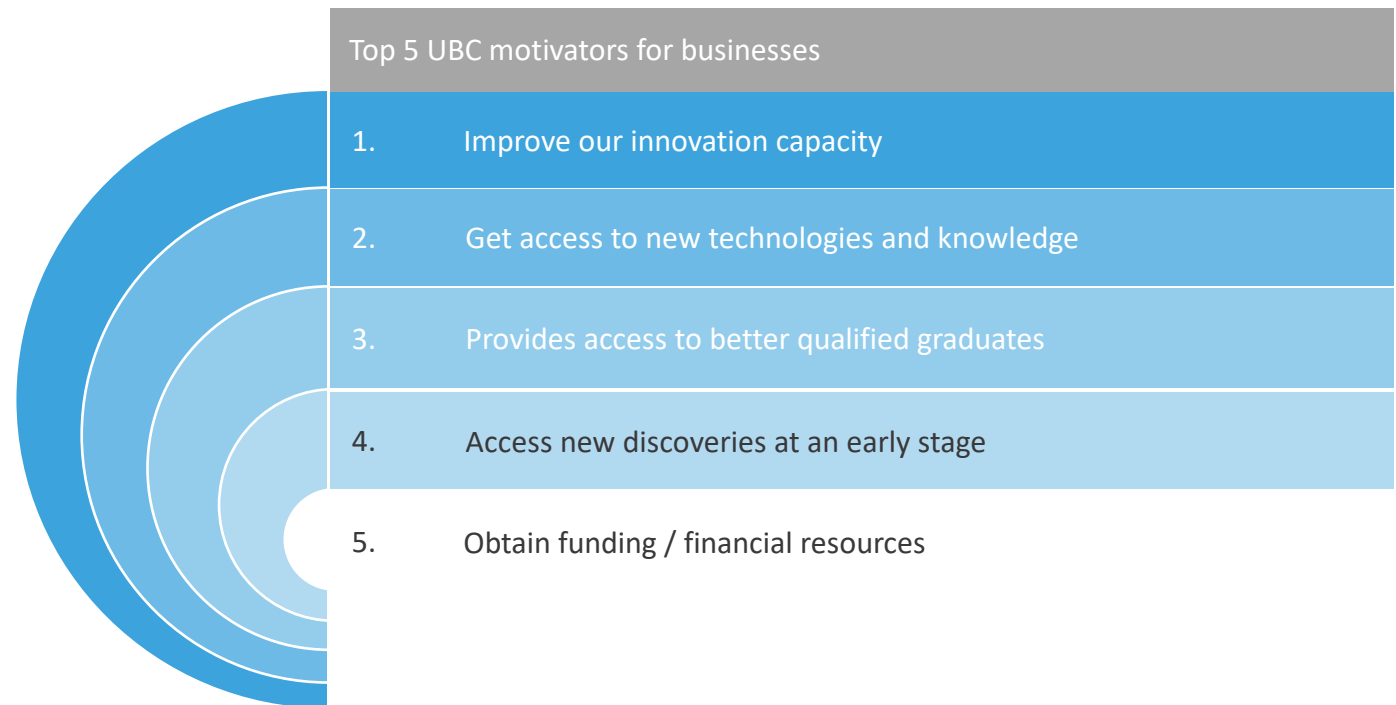 Top 5 UBC motivators for businesses
1. Improve our innovation capacity
2. Get access to new technologies and knowledge
3. Provides access to better qualified graduates
4. Access new discoveries at an early stage
5. Obtain funding / financial resources